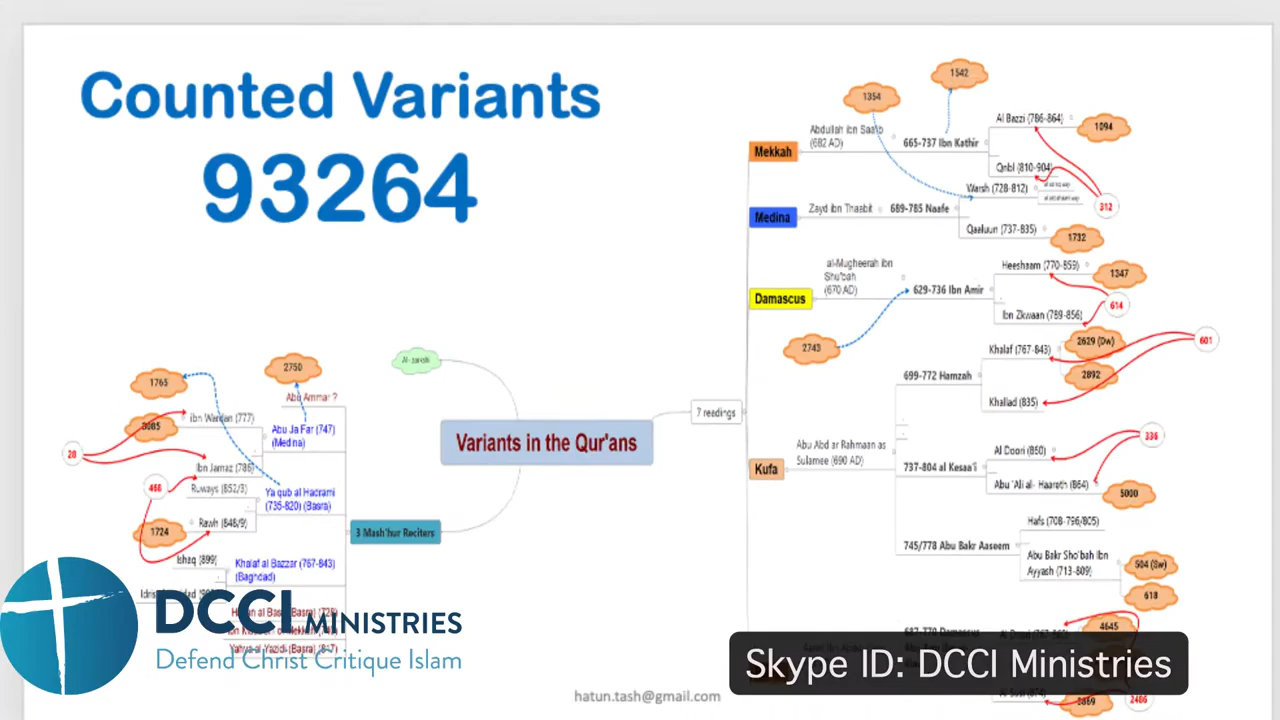 Counted Variants
93264
1542
1354
Abdullah ibn Saa'ib
(682 AD)
665-737 Ibn Kathir
Al Bazzi (786-864)
1094
Mekkah
Qnbl (810-904)
Warsh (728-812)
312
Medina
Zayd ibn Thaabit
689-785 Naafe
Qaaluun (737-835)
1732
al-Mugheerah ibn
Shu'bah
(670 AD)
Heeshaam (770-859)
1347
Damascus
629-736 Ibn Amir
614
Ibn Zkwaan (789-856)
2743
Khalaf (767-843)
2629 (Dw)
601
2892
699-772 Hamzah
Khallad (835)
7 readings
Variants in the Qur'ans
Abu Abd ar Rahmaan as
Sulamee (690 AD)
Kufa
Al Doori (860)
336
737-804 al Kesaa'i
Abu 'Ali al- Haareth (864)
5000
Hafs (708-796/805)
745/778 Abu Bakr Aaseem
Abu Bakr Sho'bah Ibn
Ayyash (713-809)
504 (Sw)
618
4645
2486
1765
2750
Abu Ammar ?
ibn Wardan (777)
Abu Ja Far (747)
(Medina)
28
Ibn Jamaz (786)
Ruways (852/3)
Ya qub al Hadrami
(735-820) (Basra)
1724
Rawh (848/9)
3 Mash'hur Reciters
Ishaq (899)
Khalaf al Bazzar (767-843)
(Baghdad)
DCCI MINISTRIES
Defend Christ Critique Islam
Skype ID: DCCI Ministries
hatun.tash@gmail.com